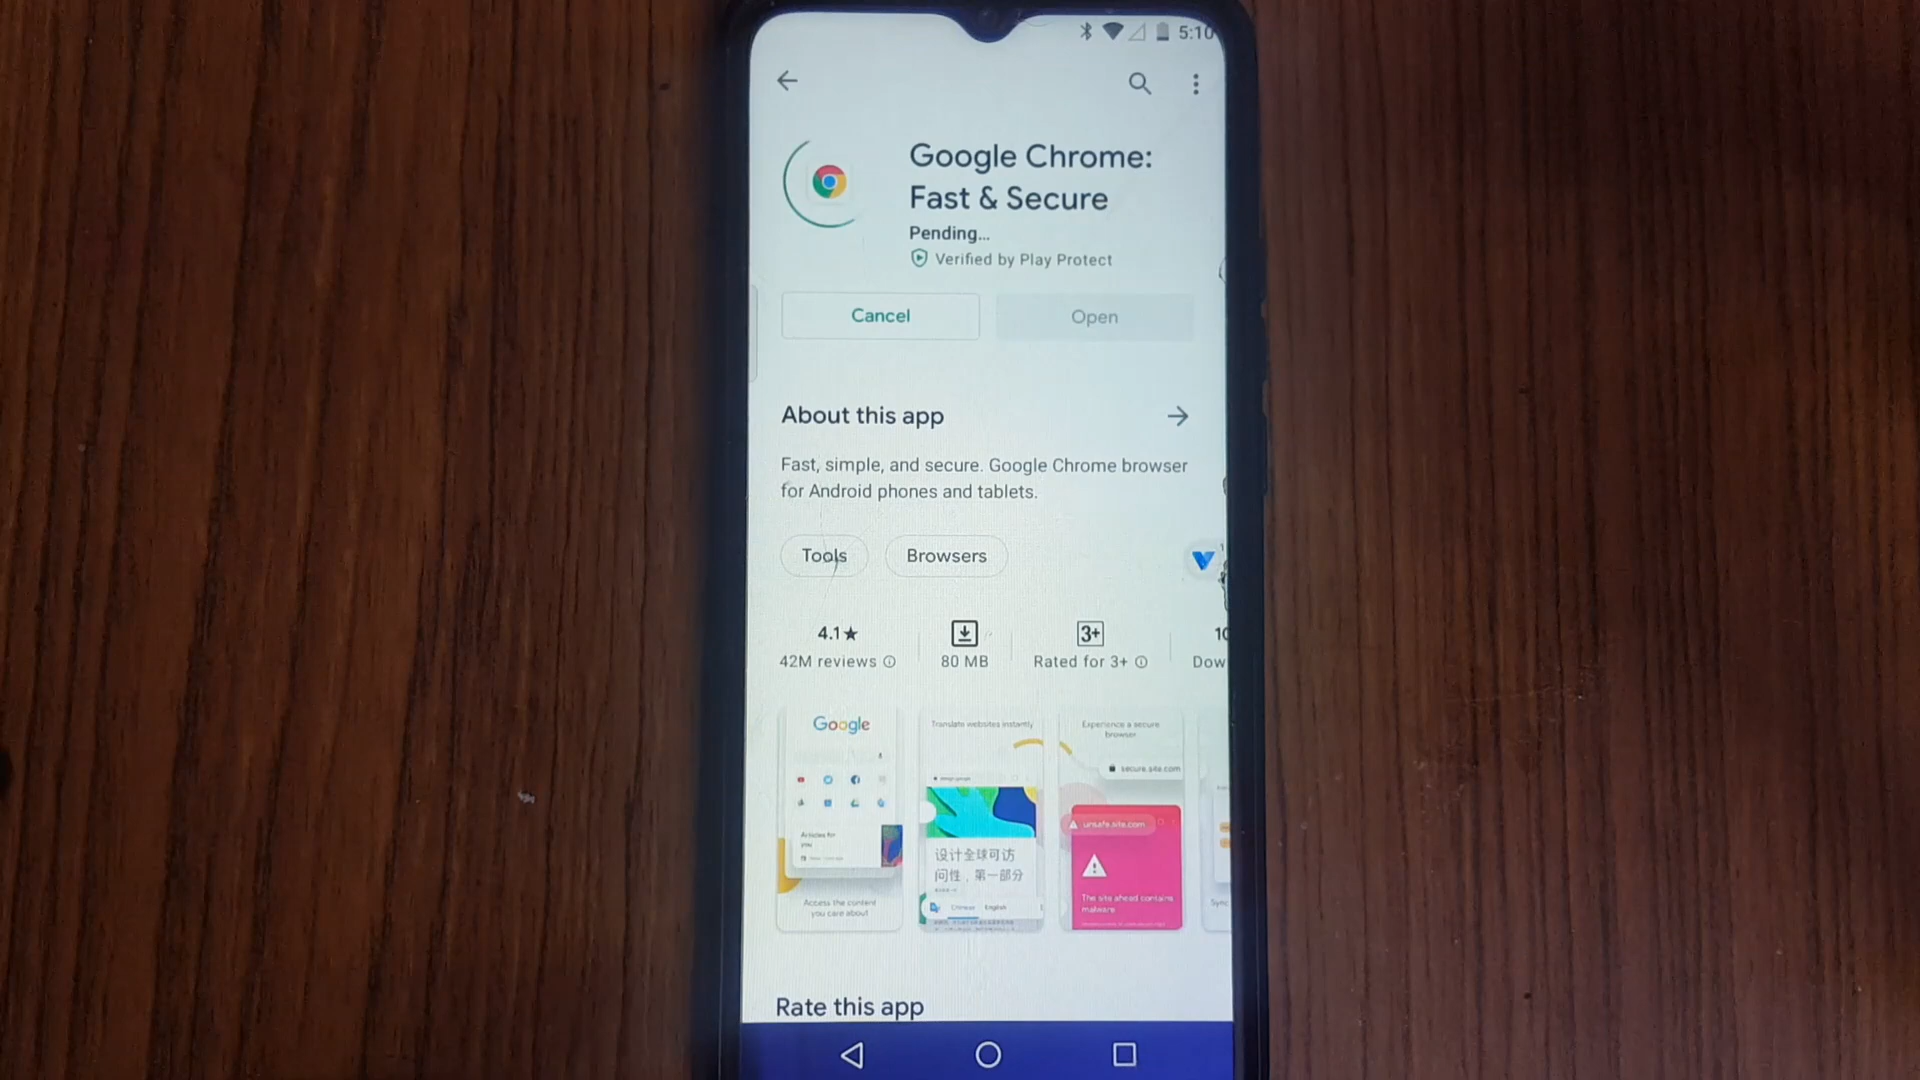 5:10
Google Chrome:
Fast & Secure
Pending...
Verified by Play Protect
Cancel
Open
About this app
Fast, simple, and secure. Google Chrome browser
for Android phones and tablets.
Tools
Browsers
4.1★
42M reviews
80 MB
3+
Rated for 3+
10
Dow
Google
Articles for
you
Access the content
you care about
Translate websites instantly
设计全球可访
问性，第一部分
Chinese
English
Experience a secure
browser
secure.site.com
unsafe.site.com
The site ahead contains
malware
Sync
Rate this app